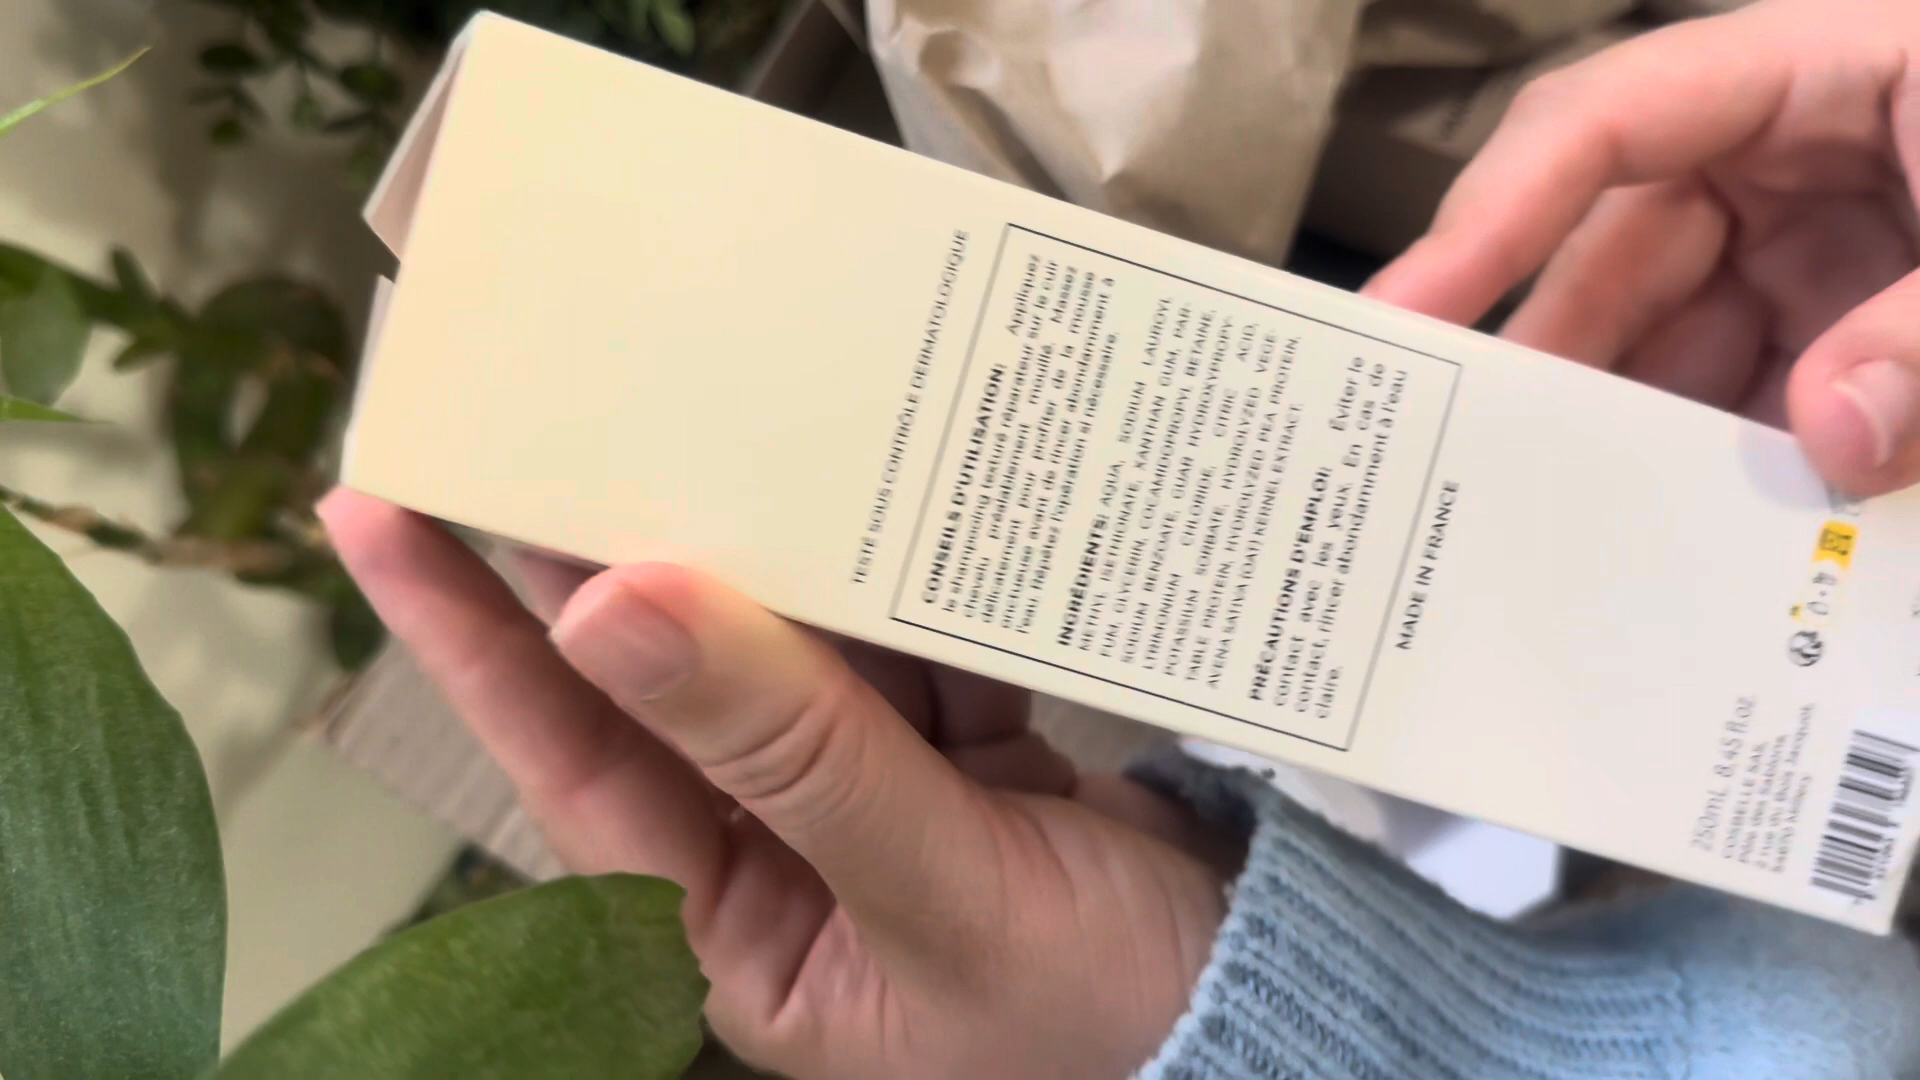 TESTÉ SOUS CONTRÔLE DERMATOLOGIQUE
CONSEILS D'UTILISATION: Appliquez
le shampooing texturé réparateur sur le cuir
chevelu préalablement mouillé. Massez
délicatement pour profiter de la mousse
onctueuse avant de rincer abondamment à
l'eau. Répétez l'opération si nécessaire.
INGRÉDIENTS: AQUA, SODIUM LAUROYL
METHYL ISETHIONATE, XANTHAN GUM, PAR-
FUM, GLYCERIN, COCAMIDOPROPYL BETAINE,
SODIUM BENZOATE, GUAR HYDROXYPROPY-
LTRIMONIUM CHLORIDE, CITRIC ACID,
POTASSIUM SORBATE, HYDROLYZED VEGE-
TABLE PROTEIN, HYDROLYZED PEA PROTEIN,
AVENA SATIVA (OAT) KERNEL EXTRACT.
PRÉCAUTIONS D'EMPLOI: Éviter le
contact avec les yeux. En cas de
contact, rincer abondamment à l'eau
claire.
MADE IN FRANCE
250mL 8.45 fl oz